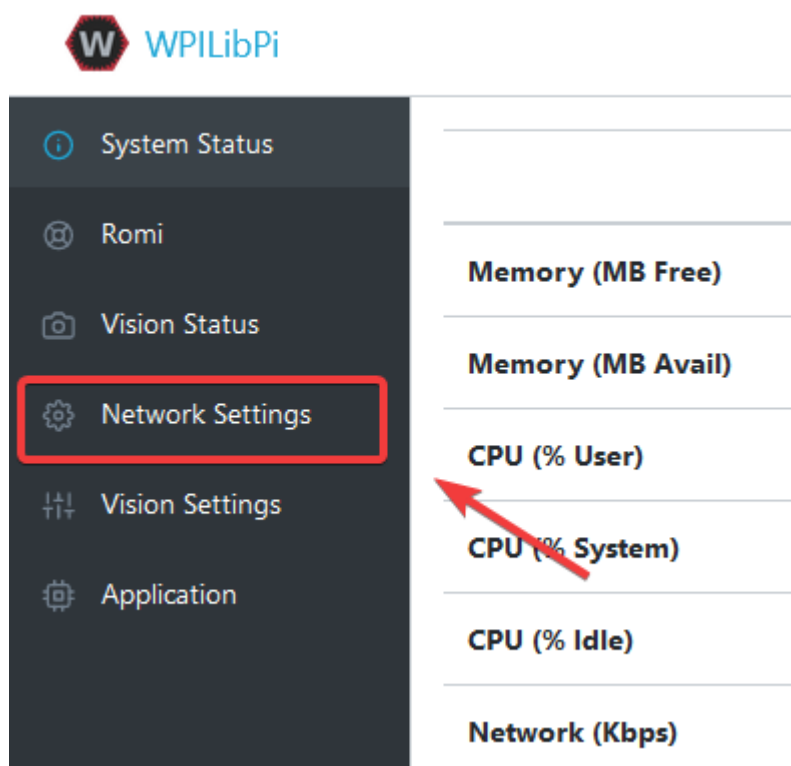 WPILibPi
System Status
Romi
Vision Status
Network Settings
Vision Settings
Application
Memory (MB Free)
Memory (MB Avail)
CPU (% User)
CPU (% System)
CPU (% Idle)
Network (Kbps)